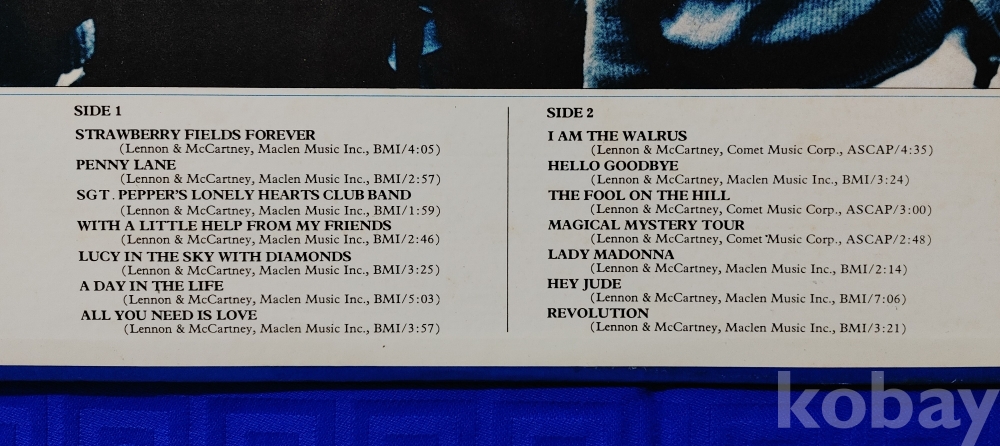 SIDE 1
STRAWBERRY FIELDS FOREVER
(Lennon & McCartney, Maclen Music Inc., BMI/4:05)
PENNY LANE
(Lennon & McCartney, Maclen Music Inc., BMI/2:57)
SGT. PEPPER'S LONELY HEARTS CLUB BAND
(Lennon & McCartney, Maclen Music Inc., BMI/1:59)
WITH A LITTLE HELP FROM MY FRIENDS
(Lennon & McCartney, Maclen Music Inc., BMI/2:46)
LUCY IN THE SKY WITH DIAMONDS
(Lennon & McCartney, Maclen Music Inc., BMI/3:25)
A DAY IN THE LIFE
(Lennon & McCartney, Maclen Music Inc., BMI/5:03)
ALL YOU NEED IS LOVE
(Lennon & McCartney, Maclen Music Inc., BMI/3:57)
SIDE 2
I AM THE WALRUS
(Lennon & McCartney, Comet Music Corp., ASCAP/4:35)
HELLO GOODBYE
(Lennon & McCartney, Maclen Music Inc., BMI/3:24)
THE FOOL ON THE HILL
(Lennon & McCartney, Comet Music Corp., ASCAP/3:00)
MAGICAL MYSTERY TOUR
(Lennon & McCartney, Comet Music Corp., ASCAP/2:48)
LADY MADONNA
(Lennon & McCartney, Maclen Music Inc., BMI/2:14)
HEY JUDE
(Lennon & McCartney, Maclen Music Inc., BMI/7:06)
REVOLUTION
(Lennon & McCartney, Maclen Music Inc., BMI/3:21)
kobay